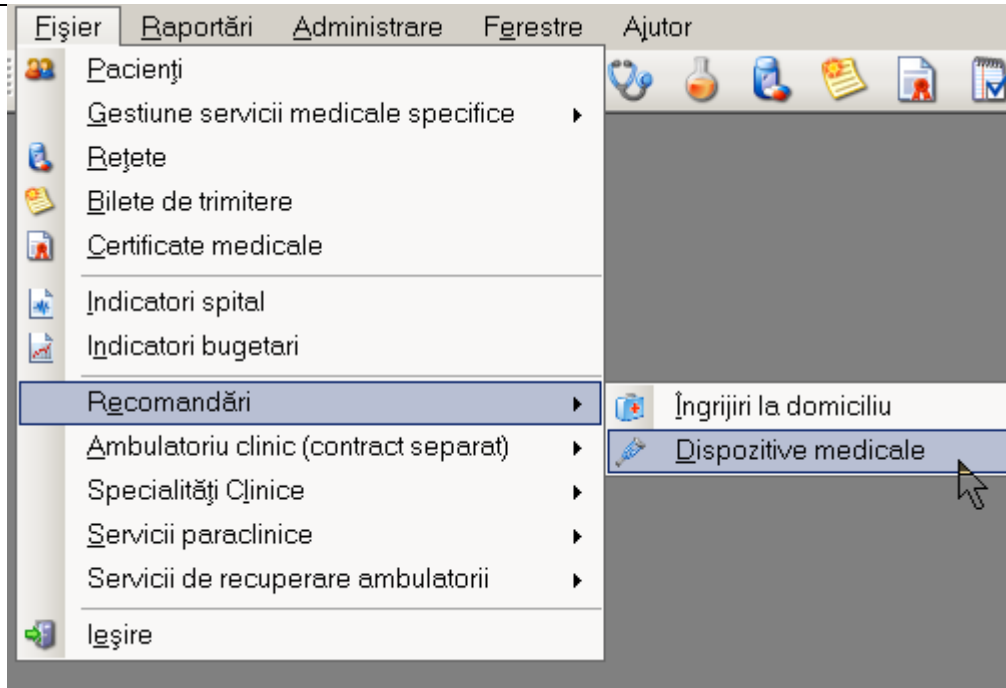 Fişier Raportări Administrare Ferestre Ajutor
Pacienţi
Gestiune servicii medicale specifice
Reţete
Bilete de trimitere
Certificate medicale
Indicatori spital
Indicatori bugetari
Recomandări
Îngrijiri la domiciliu
Ambulatoriu clinic (contract separat)
Dispozitive medicale
Specialităţi Clinice
Servicii paraclinice
Servicii de recuperare ambulatorii
Ieşire